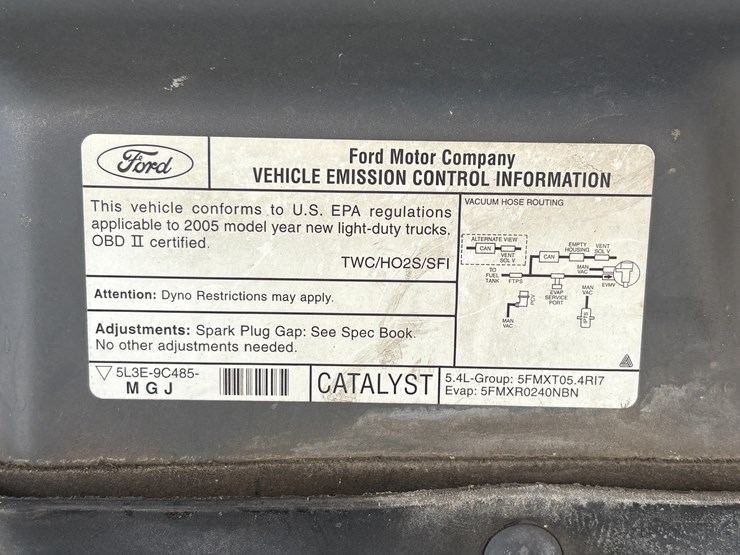 Ford
Ford Motor Company
VEHICLE EMISSION CONTROL INFORMATION
This vehicle conforms to U.S. EPA regulations
applicable to 2005 model year new light-duty trucks.
OBD II certified.
TWC/HO2S/SFI
Attention: Dyno Restrictions may apply.
Adjustments: Spark Plug Gap: See Spec Book.
No other adjustments needed.
5L3E-9C485-
M G J
CATALYST
5.4L-Group: 5FMXT05.4RI7
Evap: 5FMXR0240NBN
VACUUM HOSE ROUTING
ALTERNATE VIEW
CAN
VENT
SOL V
TO
FUEL
TANK
FTPS
CAN
EMPTY
HOUSING
VENT
SOL V
MAN
VAC
EVMV
EVAP
SERVICE
PORT
PCV
MAN
VAC
MAN
VAC
IPTS